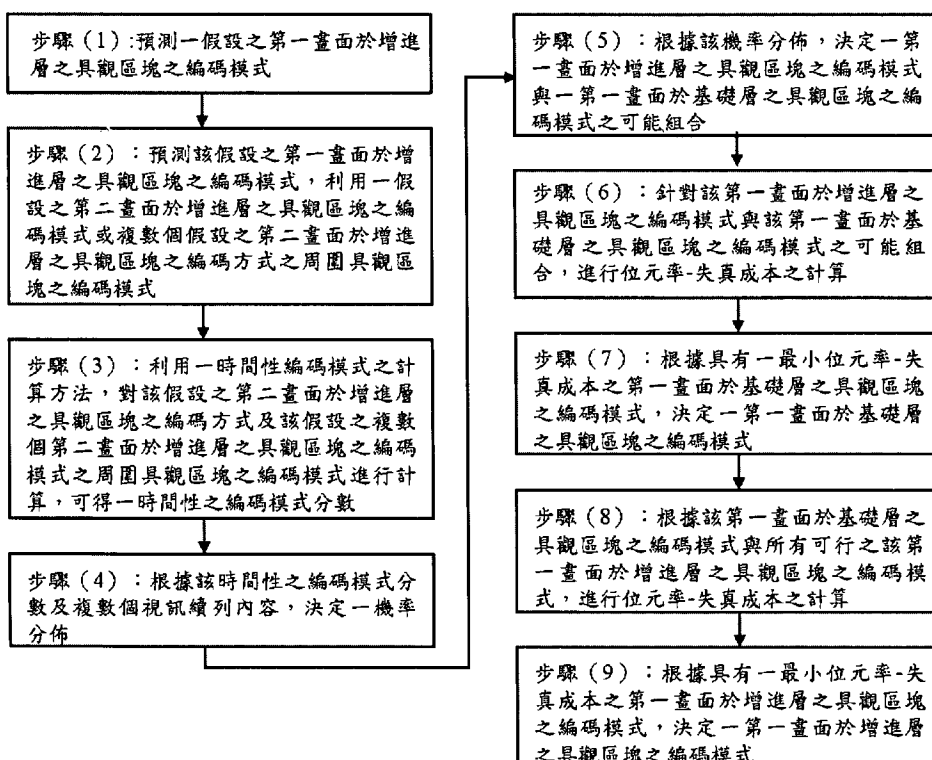 步驟（1）:預測一假設之第一畫面於增進
層之具觀區塊之編碼模式
步驟（2）：預測該假設之第一畫面於增
進層之具觀區塊之編碼模式，利用一假
設之第二畫面於增進層之具觀區塊之編
碼模式或複數個假設之第二畫面於增進
層之具觀區塊之編碼方式之周圍具觀區
塊之編碼模式
步驟（3）：利用一時間性編碼模式之計
算方法，對該假設之第二畫面於增進層
之具觀區塊之編碼方式及該假設之複數
個第二畫面於增進層之具觀區塊之編碼
模式之周圍具觀區塊之編碼模式進行計
算，可得一時間性之編碼模式分數
步驟（4）：根據該時間性之編碼模式分
數及複數個視訊續列內容，決定一機率
分佈
步驟（5）：根據該機率分佈，決定一第
一畫面於增進層之具觀區塊之編碼模式
與一第一畫面於基礎層之具觀區塊之編
碼模式之可能組合
步驟（6）：針對該第一畫面於增進層之
具觀區塊之編碼模式與該第一畫面於基
礎層之具觀區塊之編碼模式之可能組
合，進行位元率-失真成本之計算
步驟（7）：根據具有一最小位元率-失
真成本之第一畫面於基礎層之具觀區塊
之編碼模式，決定一第一畫面於基礎層
之具觀區塊之編碼模式
步驟（8）：根據該第一畫面於基礎層之
具觀區塊之編碼模式與所有可行之該第
一畫面於增進層之具觀區塊之編碼模
式，進行位元率-失真成本之計算
步驟（9）：根據具有一最小位元率-失
真成本之第一畫面於增進層之具觀區塊
之編碼模式，決定一第一畫面於增進層
之具觀區塊之編碼模式